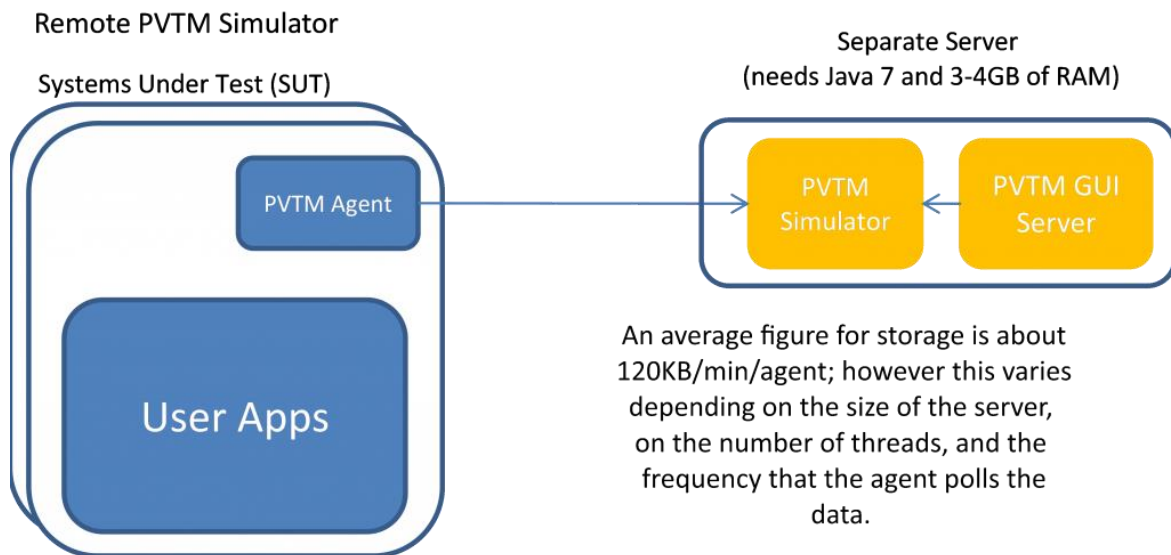 Remote PVTM Simulator
Systems Under Test (SUT)
PVTM Agent
User Apps
Separate Server
(needs Java 7 and 3-4GB of RAM)
PVTM
Simulator
PVTM GUI
Server
An average figure for storage is about
120KB/min/agent; however this varies
depending on the size of the server,
on the number of threads, and the
frequency that the agent polls the
data.